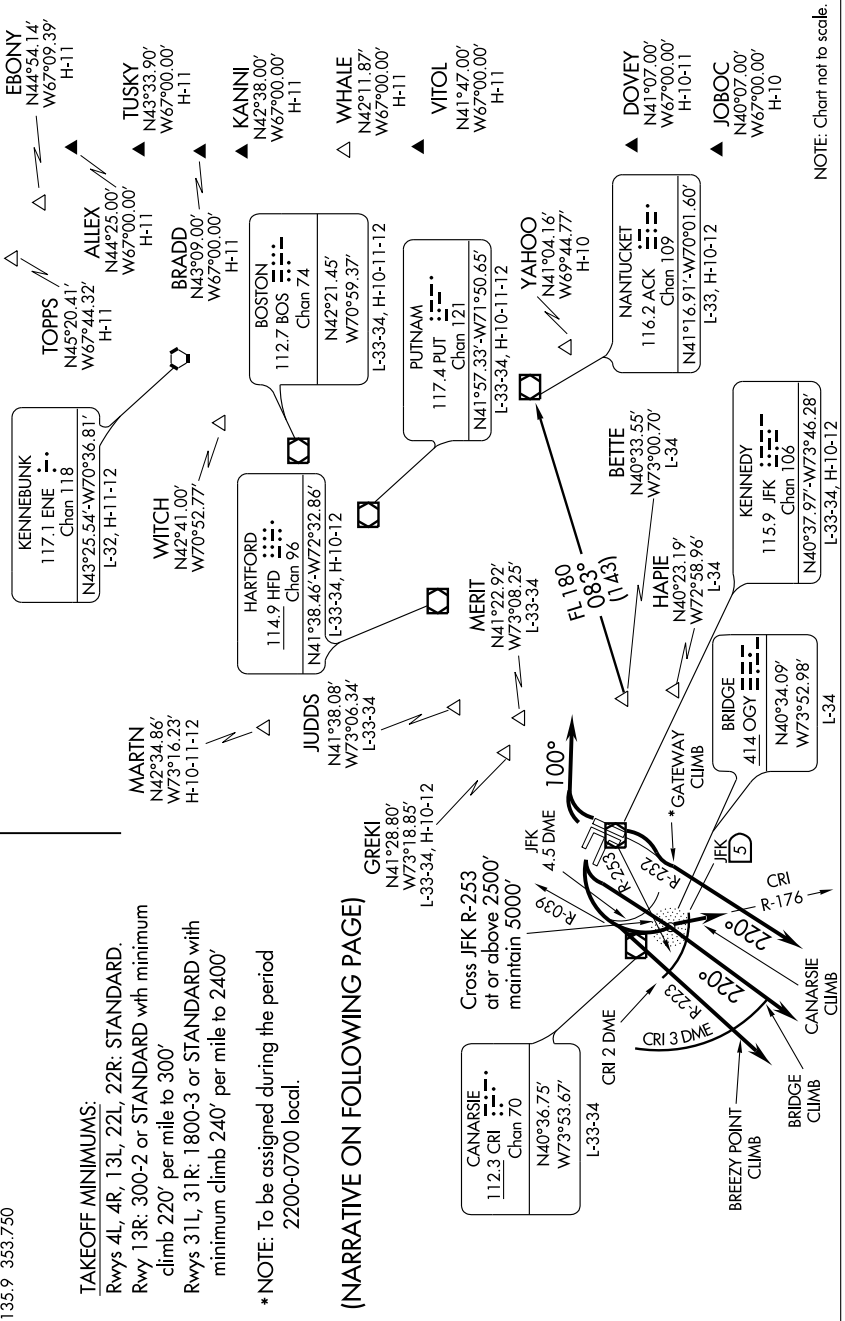 135.9 353.750
TAKEOFF MINIMUMS:
Rwys 4L, 4R, 13L, 22L, 22R: STANDARD.
Rwy 13R: 300-2 or STANDARD wth minimum
climb 220' per mile to 300'
Rwys 31L, 31R: 1800-3 or STANDARD with
minimum climb 240' per mile to 2400'
* NOTE: To be assigned during the period
2200-0700 local.
(NARRATIVE ON FOLLOWING PAGE)
KENNEBUNK
117.1 ENE
Chan 118
N43°25.54'-W70°36.81'
L-32, H-11-12
TOPPS
N45°20.41'
W67°44.32'
H-11
EBONY
N44°54.14'
W67°09.39'
H-11
ALLEX
N44°25.00'
W67°00.00'
H-11
TUSKY
N43°33.90'
W67°00.00'
H-11
BRADD
N43°09.00'
W67°00.00'
H-11
KANNI
N42°38.00'
W67°00.00'
H-11
WHALE
N42°11.87'
W67°00.00'
H-11
VITOL
N41°47.00'
W67°00.00'
H-11
DOVEY
N41°07.00'
W67°00.00'
H-10-11
JOBOC
N40°07.00'
W67°00.00'
H-10
WITCH
N42°41.00'
W70°52.77'
BOSTON
112.7 BOS
Chan 74
N42°21.45'
W70°59.37'
L-33-34, H-10-11-12
MARTN
N42°34.86'
W73°16.23'
H-10-11-12
HARTFORD
114.9 HFD
Chan 96
N41°38.46'-W72°32.86'
L-33-34, H-10-12
PUTNAM
117.4 PUT
Chan 121
N41°57.33'-W71°50.65'
L-33-34, H-10-11-12
YAHOO
N41°04.16'
W69°44.77'
H-10
NANTUCKET
116.2 ACK
Chan 109
N41°16.91'-W70°01.60'
L-33, H-10-12
JUDDS
N41°38.08'
W73°06.34'
L-33-34
MERIT
N41°22.92'
W73°08.25'
L-33-34
GREKI
N41°28.80'
W73°18.85'
L-33-34, H-10-12
FL 180
083°
(143)
BETTE
N40°33.55'
W73°00.70'
L-34
HAPIE
N40°23.19'
W72°58.96'
L-34
KENNEDY
115.9 JFK
Chan 106
N40°37.97'-W73°46.28'
L-33-34, H-10-12
BRIDGE
414 OGY
N40°34.09'
W73°52.98'
L-34
CANARSIE
112.3 CRI
Chan 70
N40°36.75'
W73°53.67'
L-33-34
Cross JFK R-253
at or above 2500'
maintain 5000'
JFK
4.5 DME
100°
R-039
R-253
R-232
* GATEWAY
CLIMB
JFK
5
CRI
R-176
220°
220°
R-223
CRI 2 DME
CRI 3 DME
CANARSIE
CLIMB
BRIDGE
CLIMB
BREEZY POINT
CLIMB
NOTE: Chart not to scale.